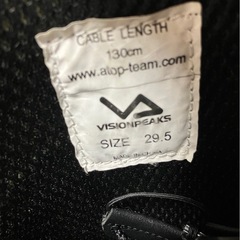 CABLE LENGTH
130cm
www.atop-team.com
VISIONPEAKS
SIZE 29.5